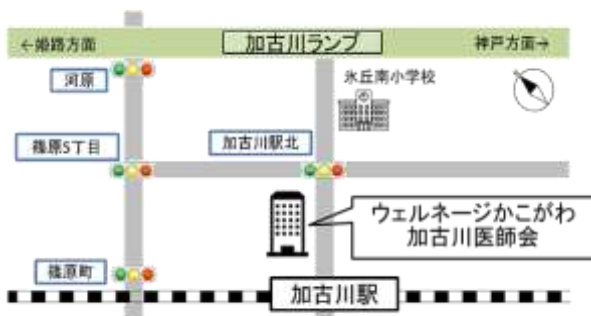 ←姫路方面
加古川ランプ
神戸方面→
河原
氷丘南小学校
篠原5丁目
加古川駅北
ウェルネージかこがわ
加古川医師会
篠原町
加古川駅